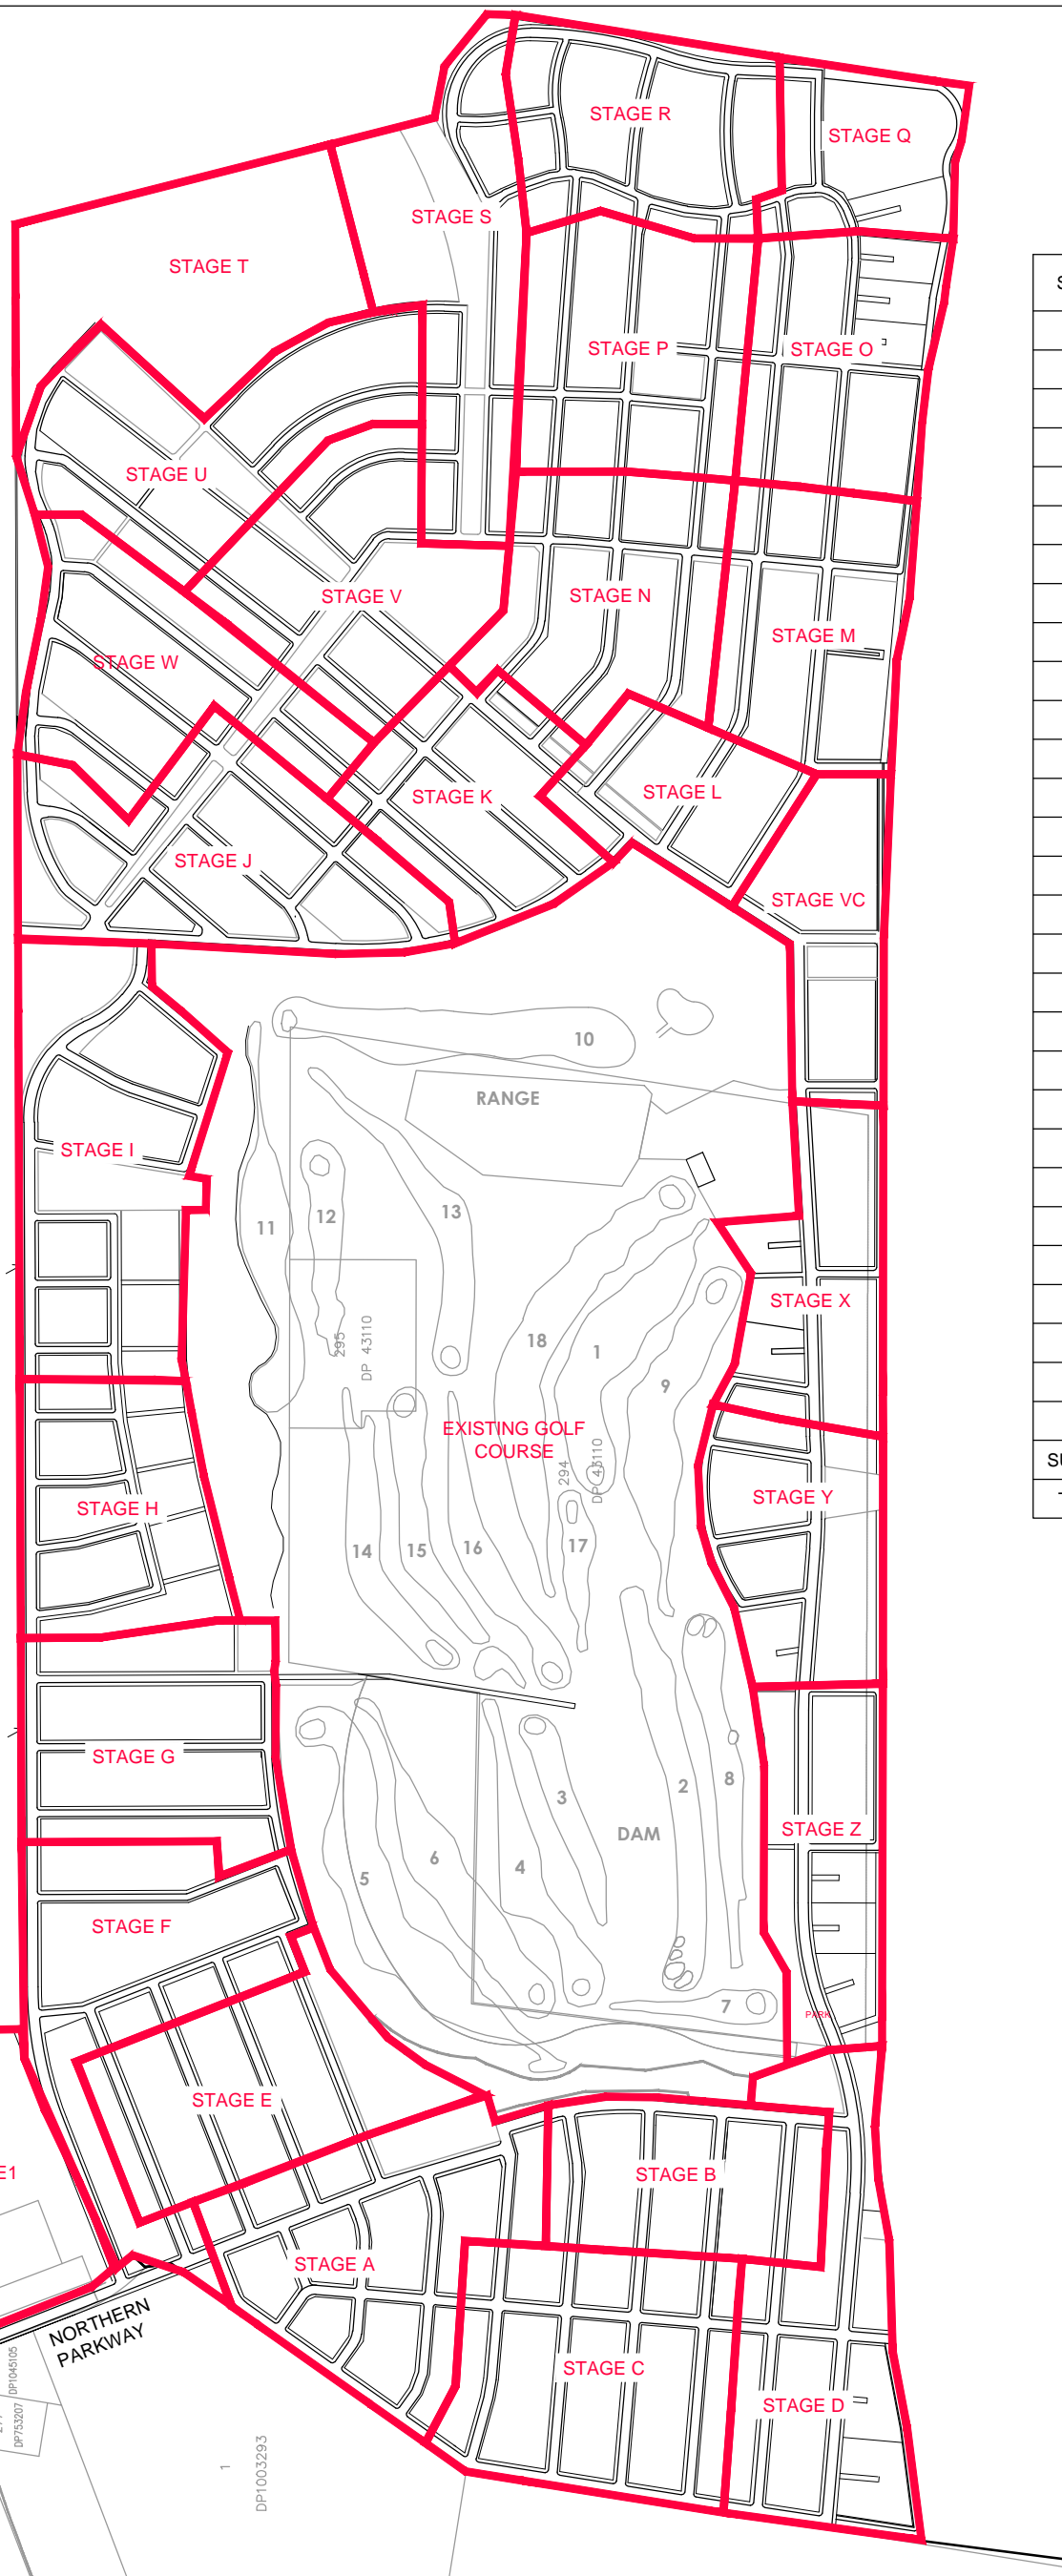 STAGE R
STAGE Q
STAGE S
STAGE T
STAGE P
STAGE O
STAGE U
STAGE V
STAGE N
STAGE M
STAGE W
STAGE K
STAGE L
STAGE J
STAGE VC
10
RANGE
STAGE I
11
12
13
STAGE X
18
1
9
295
DP 43110
EXISTING GOLF
COURSE
294
DP 43110
STAGE H
STAGE Y
14
15
16
17
STAGE G
2
8
3
DAM
STAGE Z
6
4
5
STAGE F
7
PARK
STAGE E
E1
STAGE B
STAGE A
NORTHERN
PARKWAY
STAGE C
STAGE D
DP1045105
DP753207
1
DP1003293